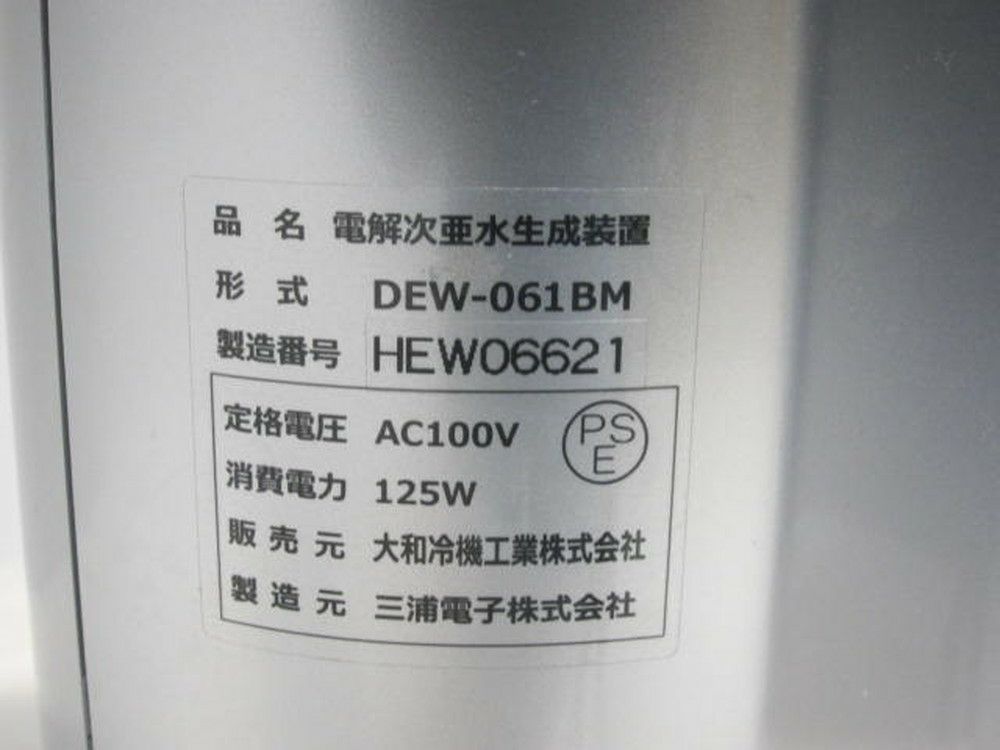 品 名 電解次亜水生成装置
形 式 DEW-061BM
製造番号 HEW06621
定格電圧 AC100V PSE
消費電力 125W
販売元 大和冷機工業株式会社
製造元 三浦電子株式会社